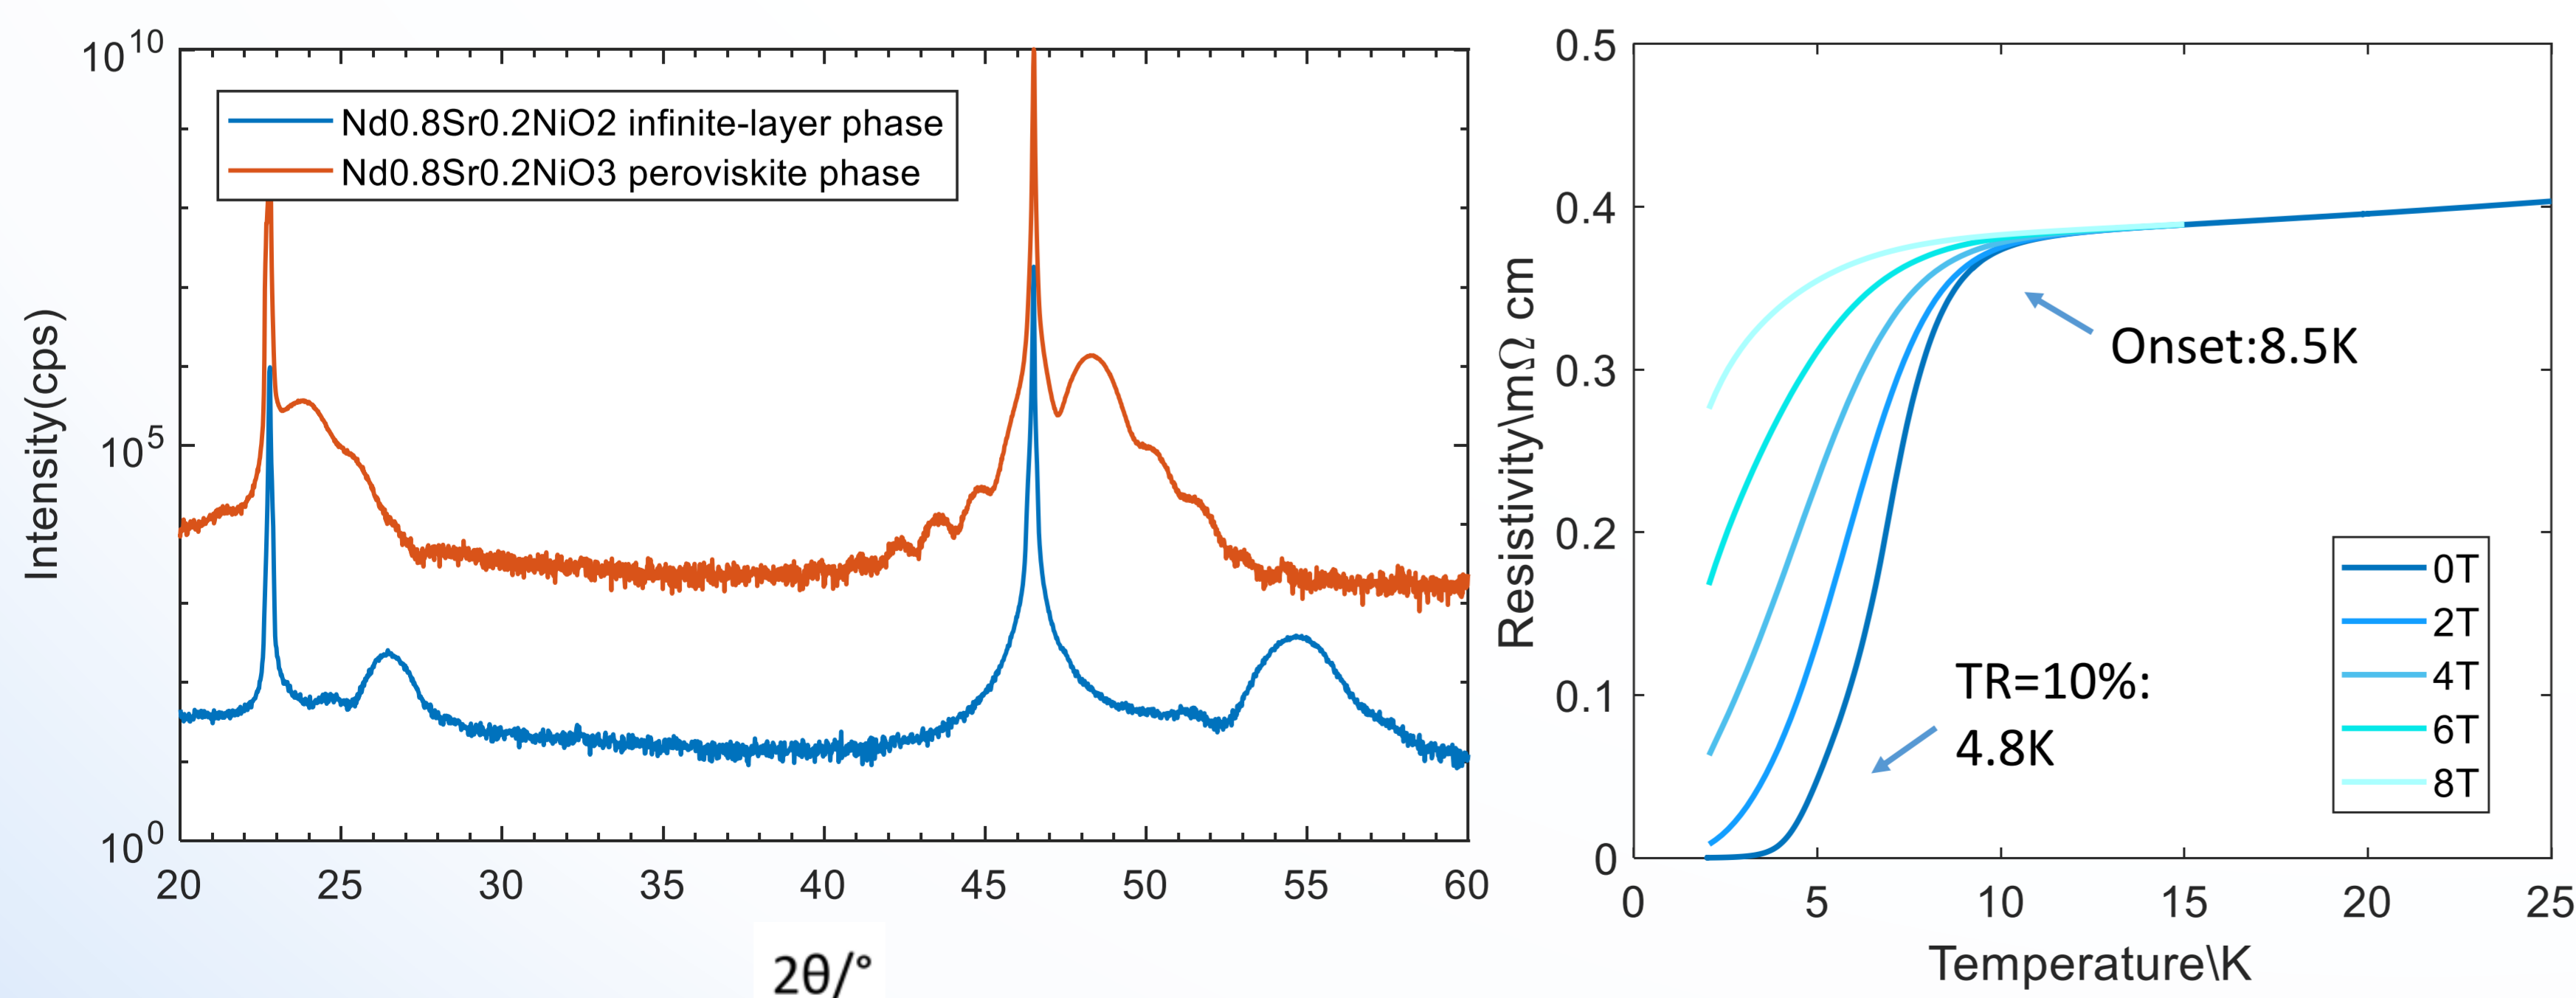 10^10
10^5
10^0
Intensity(cps)
Nd0.8Sr0.2NiO2 infinite-layer phase
Nd0.8Sr0.2NiO3 peroviskite phase
20 25 30 35 40 45 50 55 60
2θ/°
0.5
0.4
0.3
0.2
0.1
0
Resistivity\mΩ cm
Onset:8.5K
TR=10%:
4.8K
0T
2T
4T
6T
8T
0 5 10 15 20 25
Temperature\K